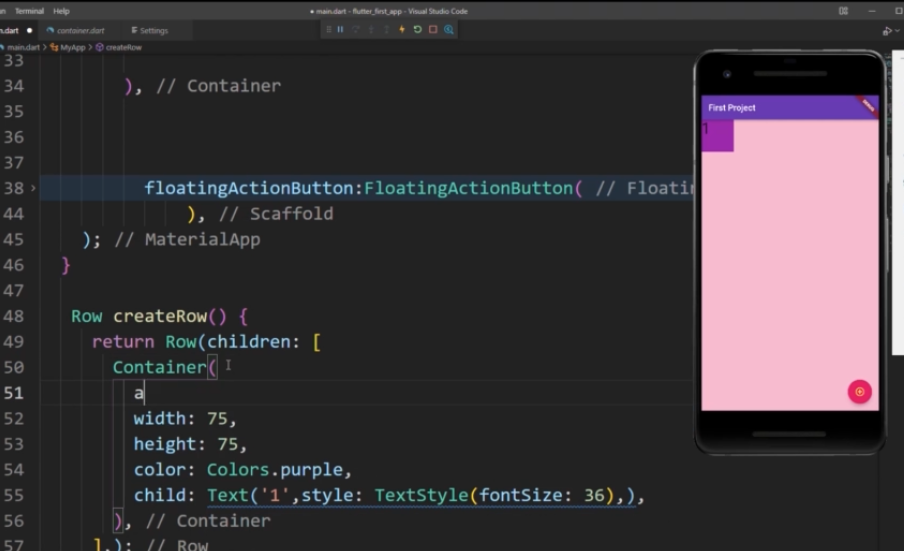 Terminal Help
main.dart - flutter_first_app - Visual Studio Code
container.dart
Settings
main.dart > MyApp > createRow
33
34 ), // Container
35
36
37
38 floatingActionButton:FloatingActionButton( //
44 ), // Scaffold
45 ); // MaterialApp
46 }
47
48 Row createRow() {
49 return Row(children: [
50 Container(
51 a
52 width: 75,
53 height: 75,
54 color: Colors.purple,
55 child: Text('1',style: TextStyle(fontSize: 36),),
56 ), // Container
57 ],); // Row
First Project
DEBUG
1